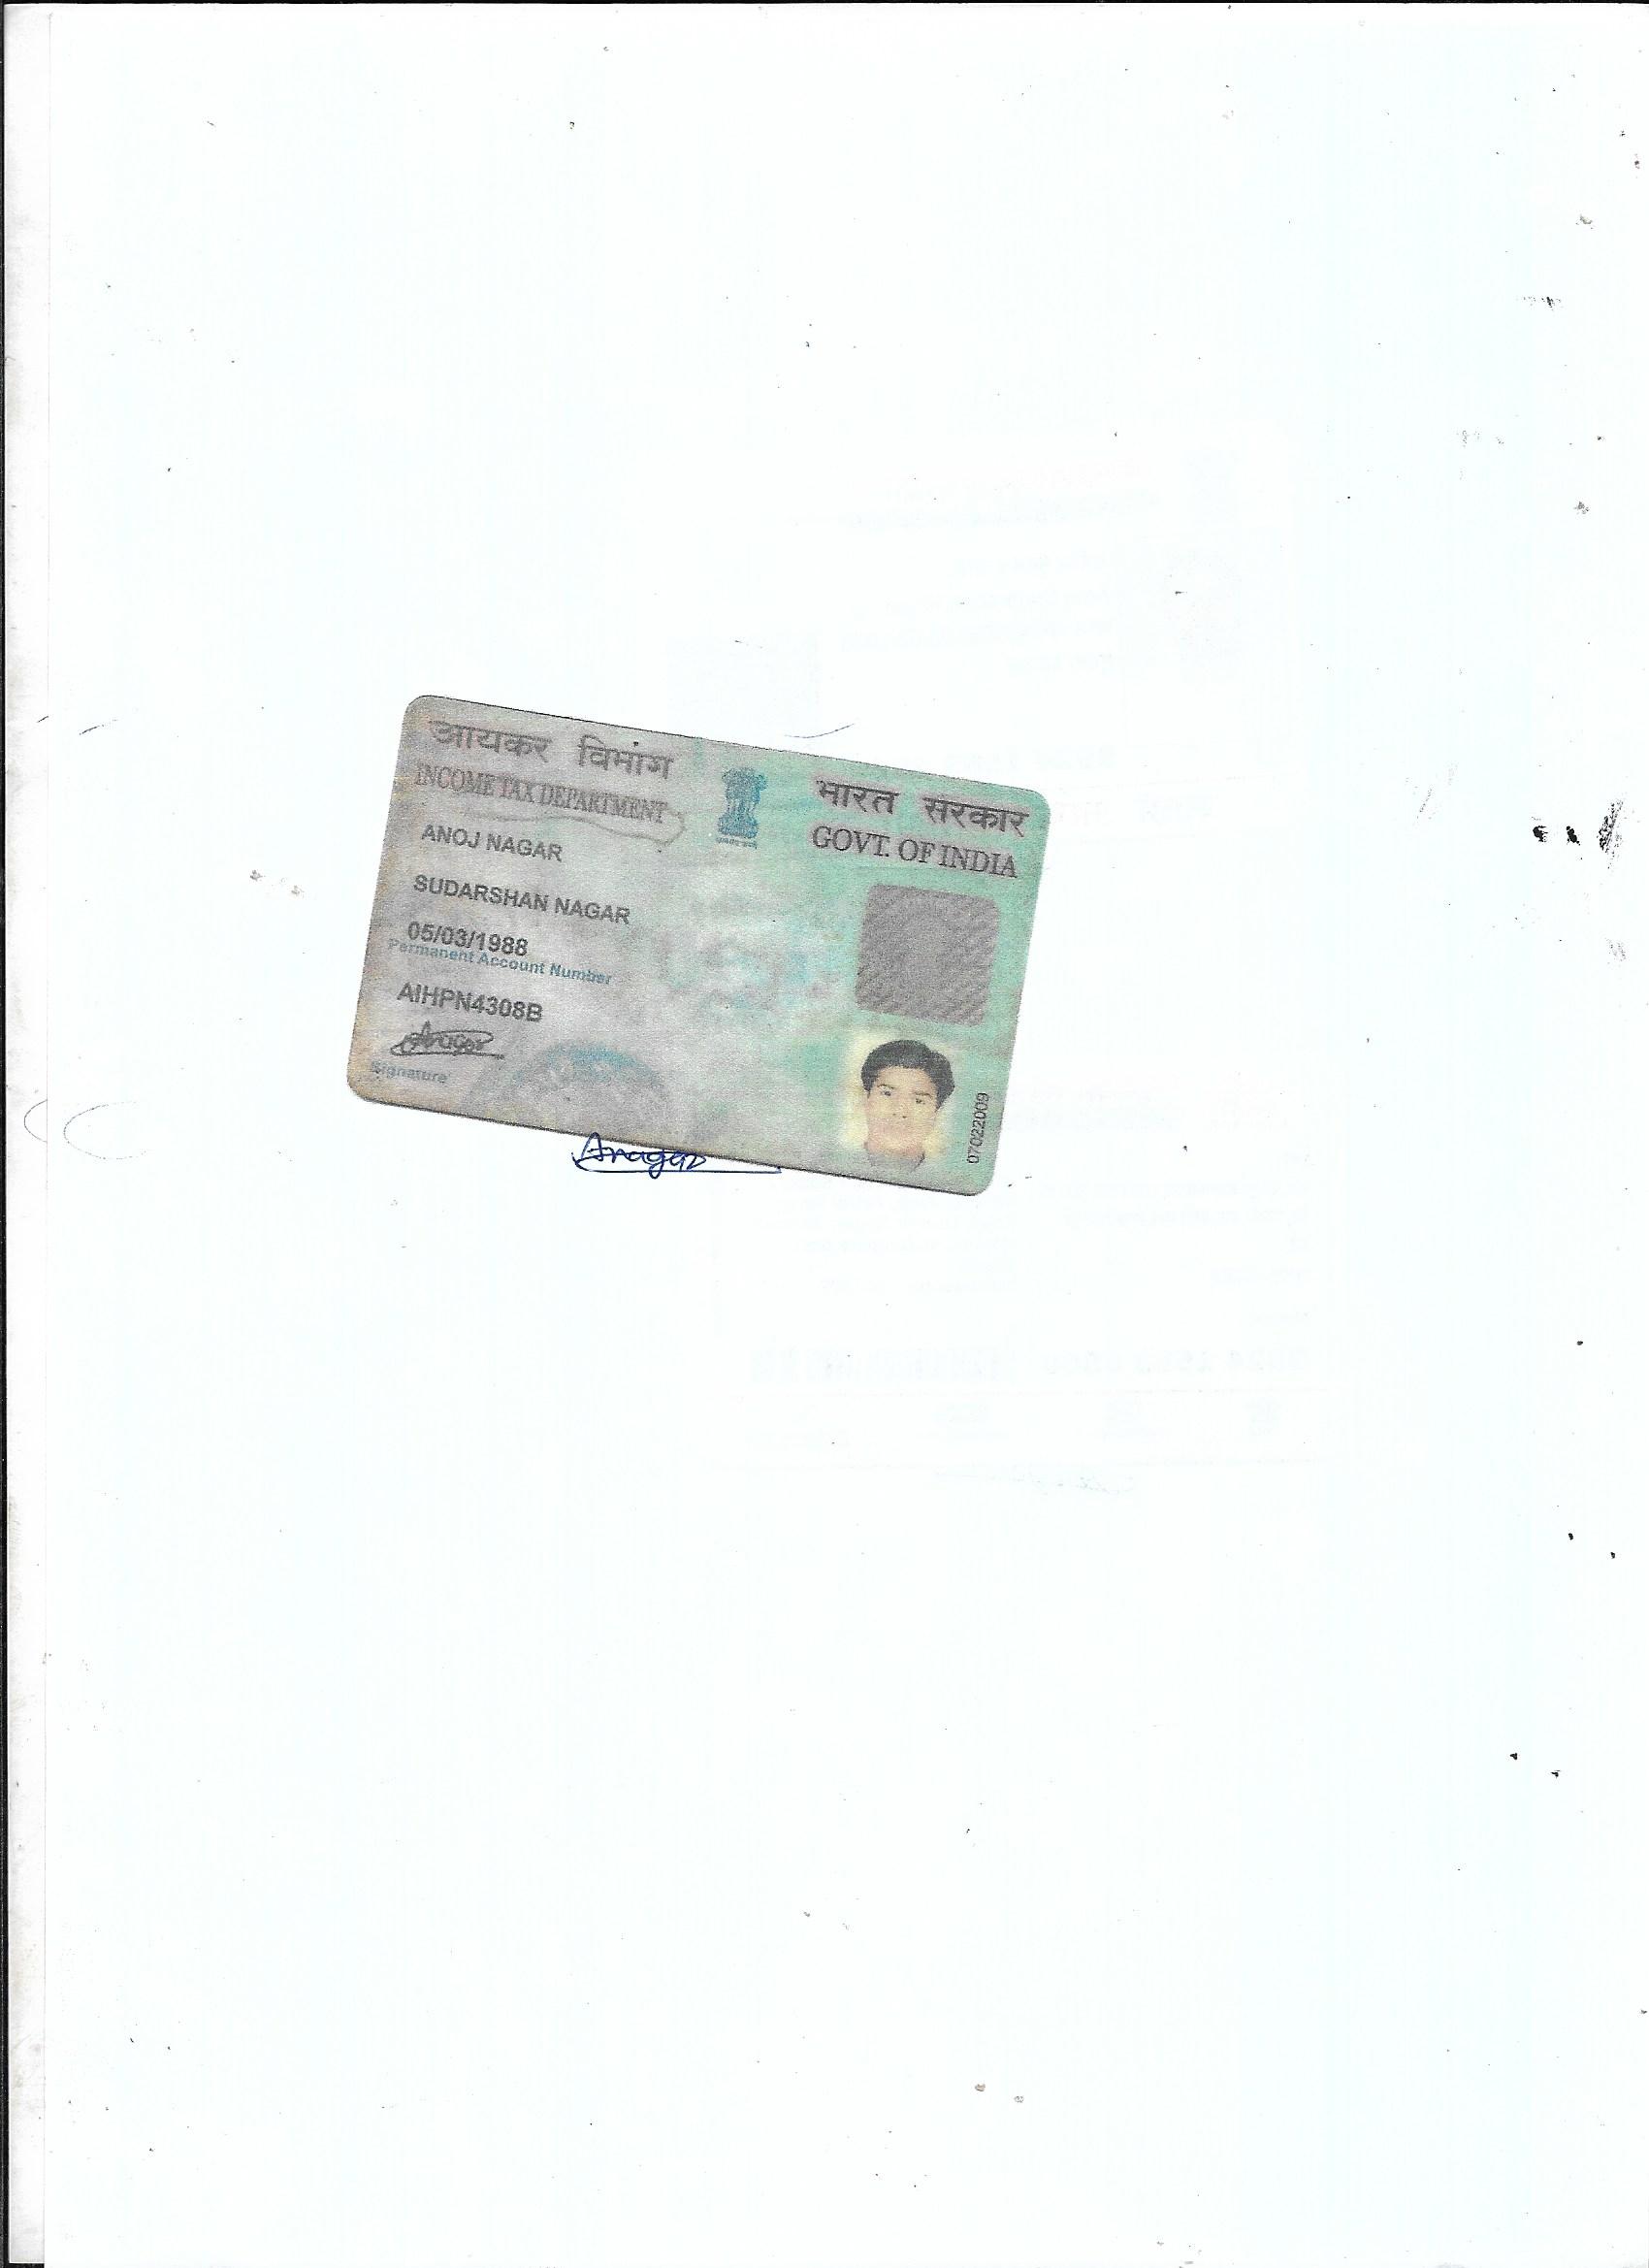 आयकर विभाग
INCOME TAX DEPARTMENT
भारत सरकार
GOVT. OF INDIA
ANOJ NAGAR
SUDARSHAN NAGAR
05/03/1988
Permanent Account Number
AIHPN4308B
Anagar
Signature
07022009
Anagar